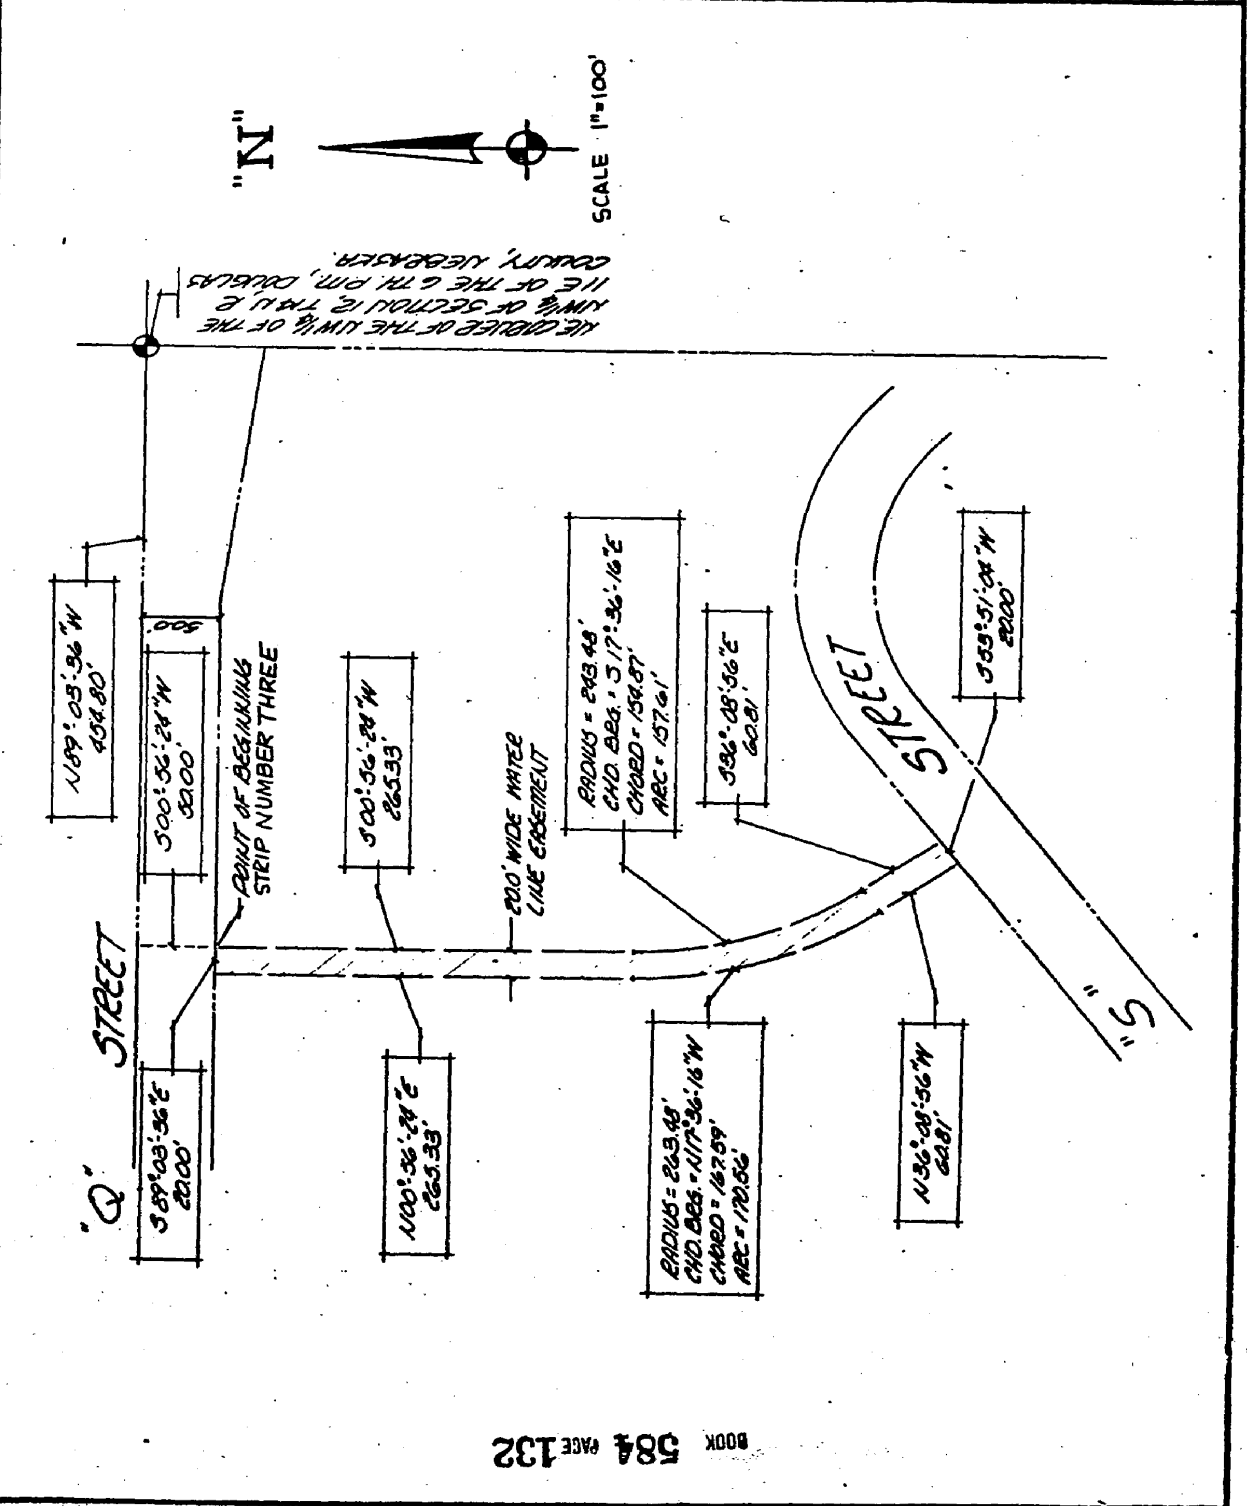 "N"
SCALE 1"=100'
NE CORNER OF THE NW¼ OF THE
NW¼ OF SECTION 12, T14N, R
11E OF THE 6TH P.M., DOUGLAS
COUNTY, NEBRASKA.
N89°-03'-36"W
454.80'
50.0'
S00°-56'-24"W
50.00'
POINT OF BEGINNING
STRIP NUMBER THREE
S00°-56'-24"W
265.33'
20.0' WIDE WATER
LINE EASEMENT
RADIUS = 243.48'
CHD. BRG. = S17°-36'-16"E
CHORD = 154.87'
ARC = 157.61'
S36°-08'-56"E
60.81'
S53°-51'-04"W
20.00'
"Q" STREET
S89°-03'-36"E
20.00'
N00°-56'-24"E
265.33'
RADIUS = 263.48'
CHD. BRG. = N17°-36'-16"W
CHORD = 167.59'
ARC = 170.56'
N36°-08'-56"W
60.81'
"S" STREET
BOOK 584 PAGE 132